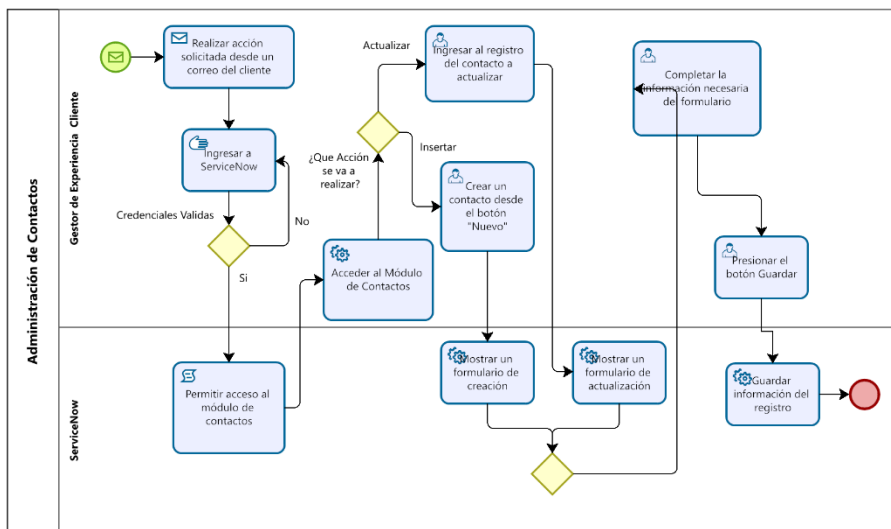 Administración de Contactos
Gestor de Experiencia Cliente
Realizar acción
solicitada desde un
correo del cliente
Ingresar a
ServiceNow
Credenciales Validas
No
Si
Acceder al Módulo
de Contactos
¿Que Acción
se va a
realizar?
Actualizar
Insertar
Ingresar al registro
del contacto a
actualizar
Crear un
contacto desde
el botón
"Nuevo"
Completar la
información necesaria
del formulario
Presionar el
botón Guardar
ServiceNow
Permitir acceso al
módulo de
contactos
Mostrar un
formulario de
creación
Mostrar un
formulario de
actualización
Guardar
información del
registro